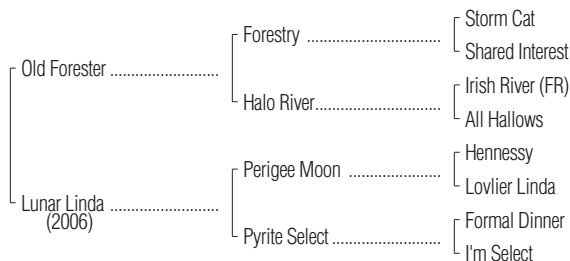 Storm Cat
Forestry
Shared Interest
Old Forester
Irish River (FR)
Halo River
All Hallows
Hennessy
Perigee Moon
Lovlier Linda
Lunar Linda
(2006)
Formal Dinner
Pyrite Select
I'm Select